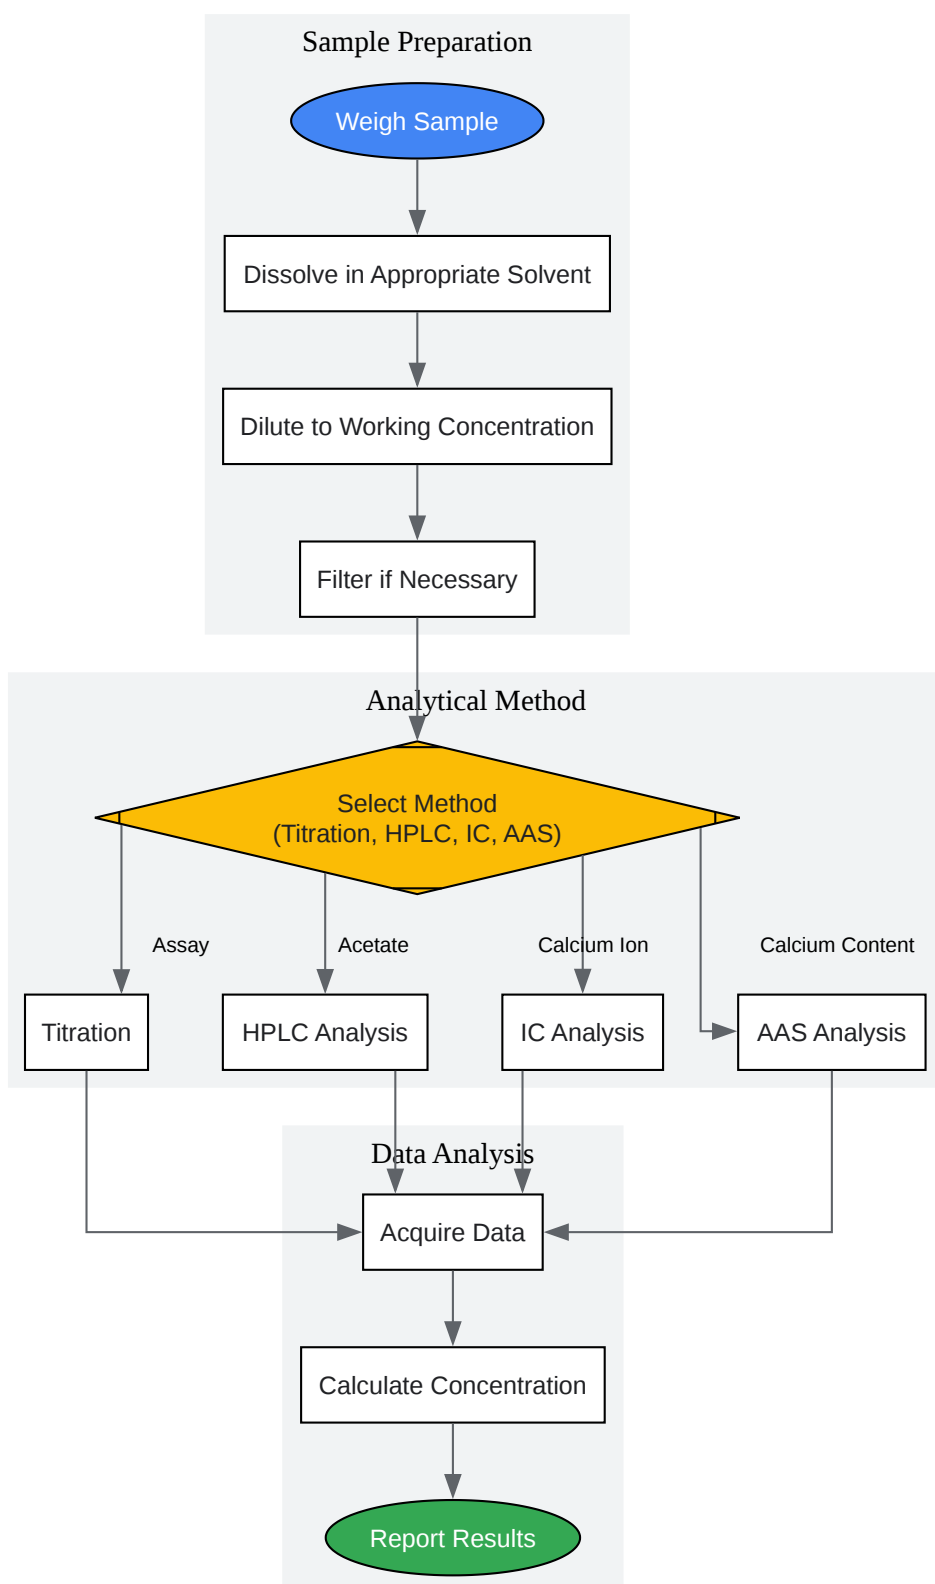 Sample Preparation
Weigh Sample
Dissolve in Appropriate Solvent
Dilute to Working Concentration
Filter if Necessary
Analytical Method
Select Method
(Titration, HPLC, IC, AAS)
Assay
Acetate
Calcium Ion
Calcium Content
Titration
HPLC Analysis
IC Analysis
AAS Analysis
Data Analysis
Acquire Data
Calculate Concentration
Report Results